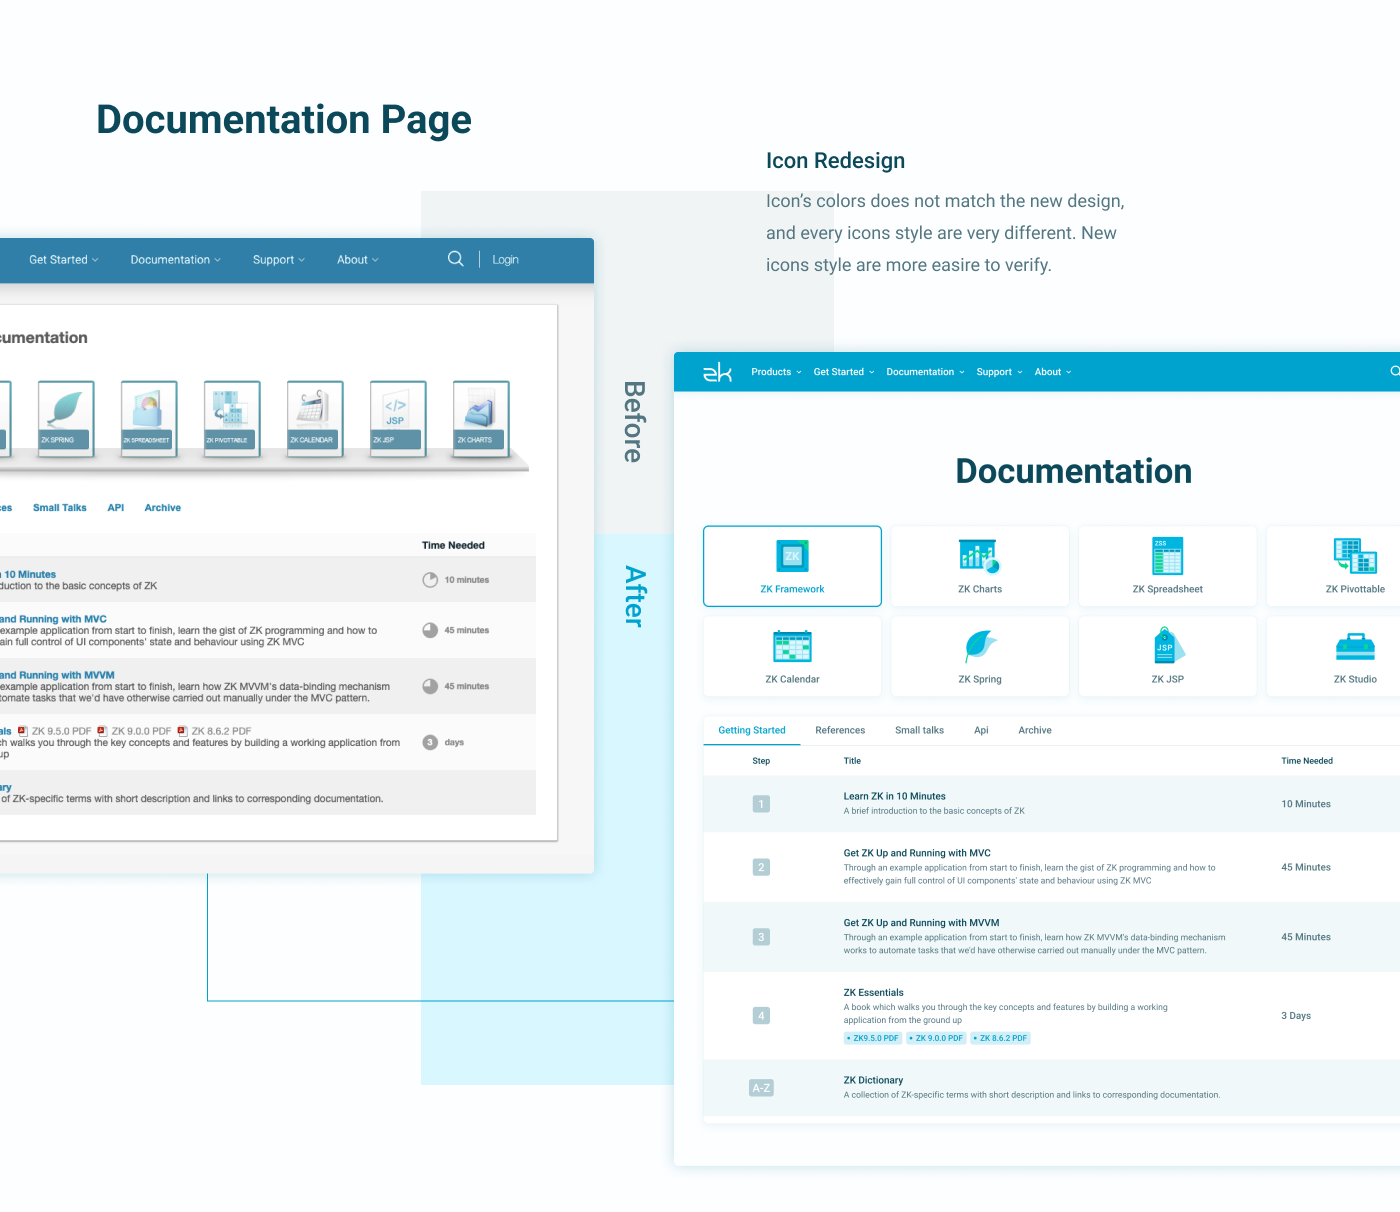 Documentation Page
Icon Redesign
Icon's colors does not match the new design,
and every icons style are very different. New
icons style are more easire to verify.
Get Started
Documentation
Support
About
Login
cumentation
ZK SPRING
ZK SPREADSHEET
ZK PIVOTTABLE
ZK CALENDAR
</>
JSP
ZK JSP
ZK CHARTS
ces
Small Talks
API
Archive
Time Needed
10 Minutes
duction to the basic concepts of ZK
10 minutes
and Running with MVC
example application from start to finish, learn the gist of ZK programming and how to
ain full control of UI components' state and behaviour using ZK MVC
45 minutes
and Running with MVVM
example application from start to finish, learn how ZK MVVM's data-binding mechanism
tomate tasks that we'd have otherwise carried out manually under the MVC pattern.
45 minutes
als ZK 9.5.0 PDF ZK 9.0.0 PDF ZK 8.6.2 PDF
ch walks you through the key concepts and features by building a working application from
up
3 days
ry
of ZK-specific terms with short description and links to corresponding documentation.
Before
After
zk
Products
Get Started
Documentation
Support
About
Documentation
ZK
ZK Framework
ZK Charts
ZSS
ZK Spreadsheet
ZK Pivottable
ZK Calendar
ZK Spring
JSP
ZK JSP
ZK Studio
Getting Started
References
Small talks
Api
Archive
Step
Title
Time Needed
1
Learn ZK in 10 Minutes
A brief introduction to the basic concepts of ZK
10 Minutes
2
Get ZK Up and Running with MVC
Through an example application from start to finish, learn the gist of ZK programming and how to
effectively gain full control of UI components' state and behaviour using ZK MVC
45 Minutes
3
Get ZK Up and Running with MVVM
Through an example application from start to finish, learn how ZK MVVM's data-binding mechanism
works to automate tasks that we'd have otherwise carried out manually under the MVC pattern.
45 Minutes
4
ZK Essentials
A book which walks you through the key concepts and features by building a working
application from the ground up
ZK9.5.0 PDF
ZK 9.0.0 PDF
ZK 8.6.2 PDF
3 Days
A-Z
ZK Dictionary
A collection of ZK-specific terms with short description and links to corresponding documentation.